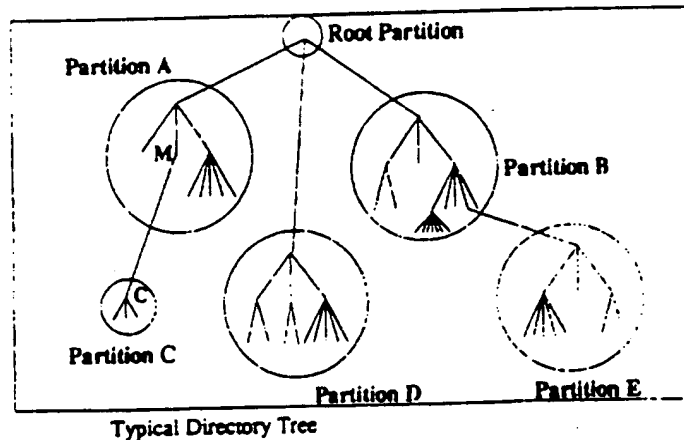 Root Partition
Partition A
M
Partition B
C
Partition C
Partition D
Partition E
Typical Directory Tree